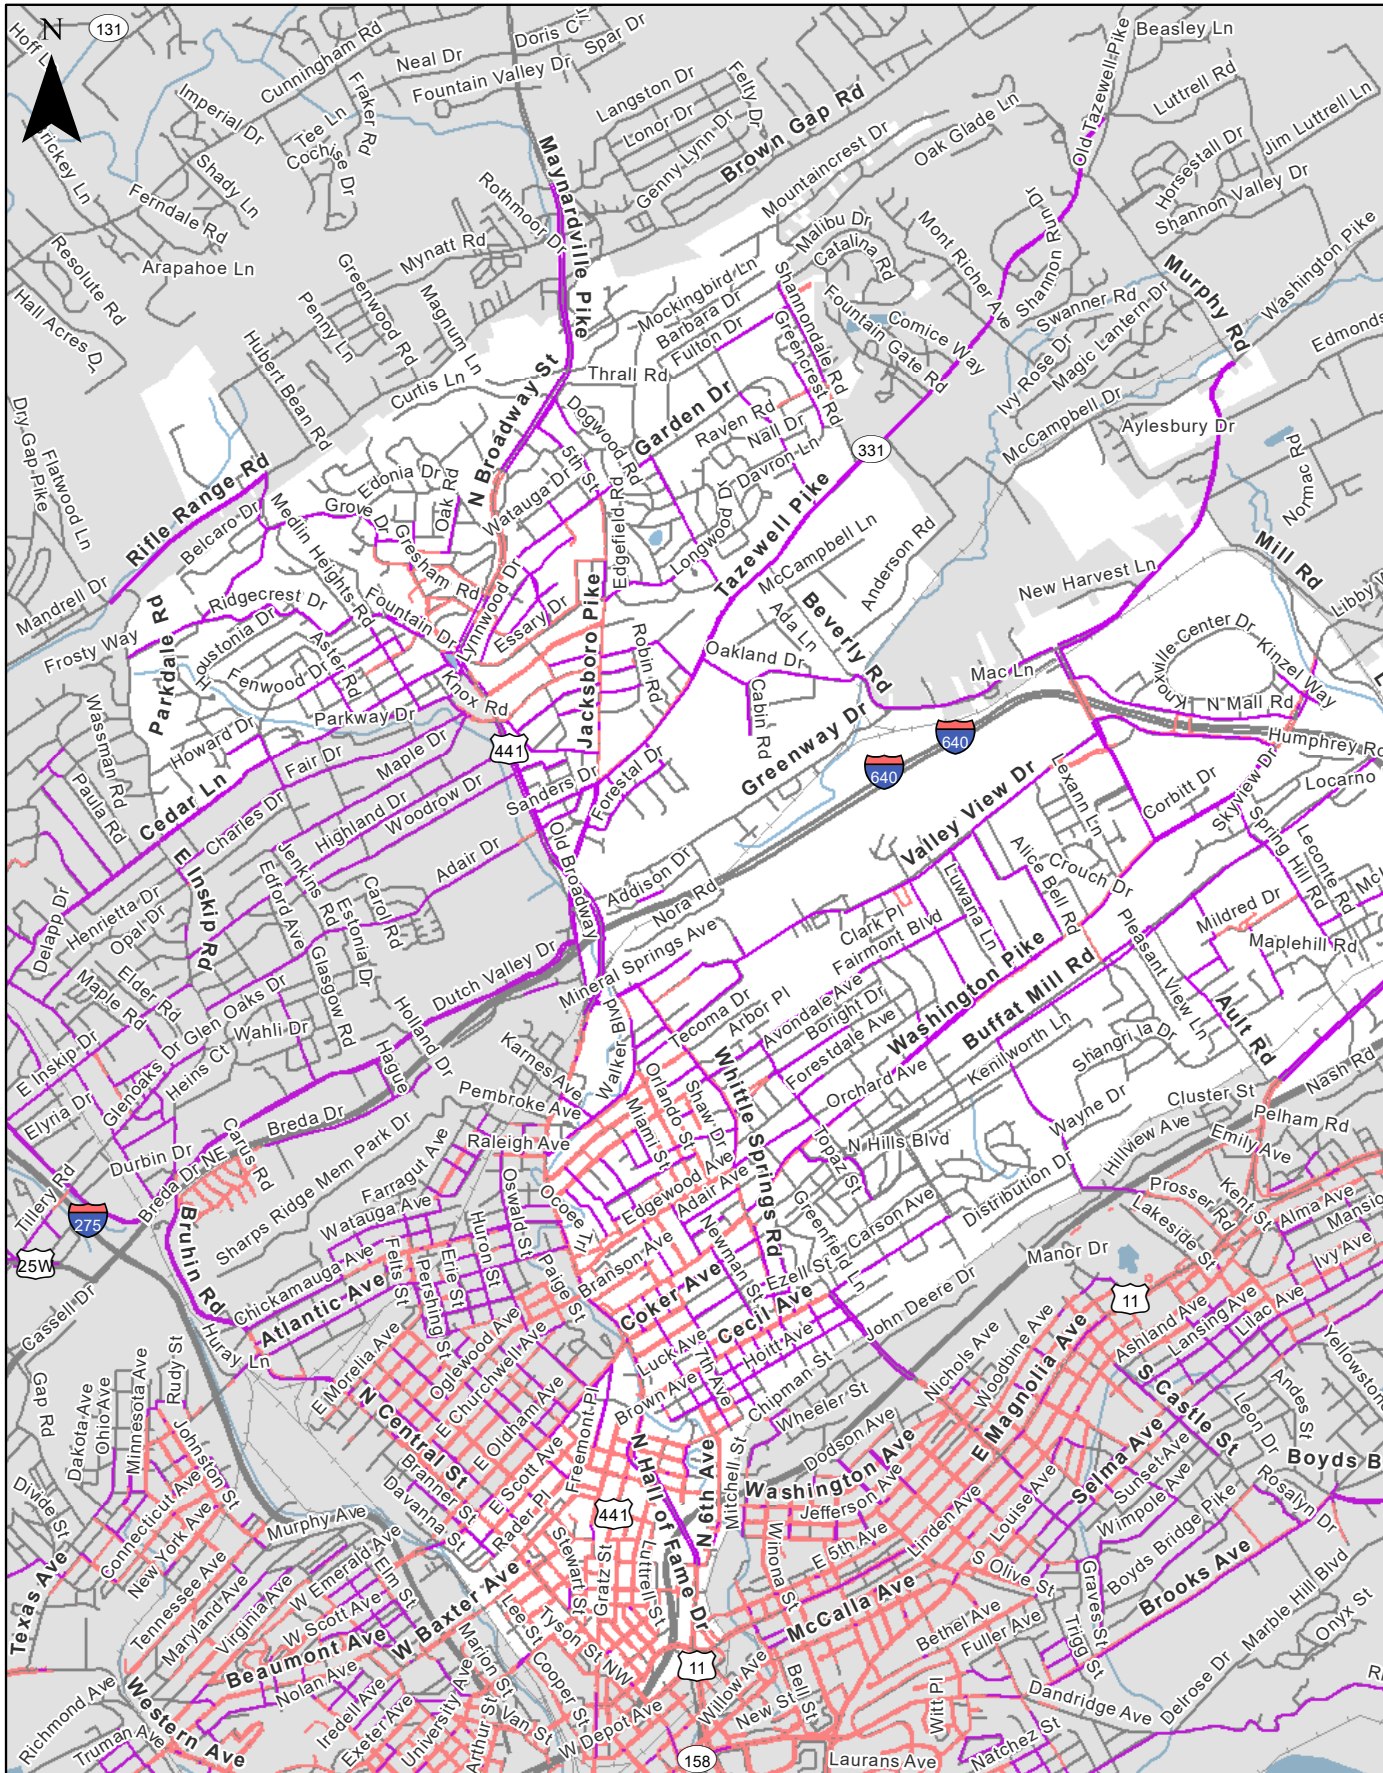 N
131
Hoff L
Cunningham Rd
Neal Dr
Doris Cir
Spar Dr
Fountain Valley Dr
Beasley Ln
Old Tazewell Pike
Imperial Dr
Tee Ln
Fraker Rd
Cochise Dr
Langston Dr
Lonor Dr
Felty Dr
Genny Lynn Dr
Brown Gap Rd
Mountaincrest Dr
Oak Glade Ln
Luttrell Rd
Jim Luttrell Ln
Horsestall Dr
Shannon Valley Dr
Washington Pike
Brickey Ln
Shady Ln
Ferndale Rd
Arapahoe Ln
Resolute Rd
Hall Acres D
Rothmoor Dr
Maynardville Pike
Mynatt Rd
Greenwood Rd
Magnum Ln
Penny Ln
Hubert Bean Rd
Malibu Dr
Catalina Rd
Mont Richer Ave
Shannon Run Dr
Swanner Rd
Murphy Rd
Magic Lantern Dr
Ivy Rose Dr
Edmonds
Mockingbird Ln
Barbara Dr
Fulton Dr
Shannondale Rd
Greencrest Rd
Fountain Gate Rd
Comice Way
McCampbell Dr
Aylesbury Dr
Curtis Ln
N Broadway St
Thrall Rd
Dogwood Rd
Garden Dr
Raven Rd
Nall Dr
Davron Ln
331
Dry Gap Pike
Flatwood Ln
Rifle Range Rd
Belcaro Dr
Medlin Heights Rd
Edonia Dr
Grove Dr
Oak Rd
Gresham Rd
Watauga Dr
5th St
Edgefield Rd
Longwood Dr
Tazewell Pike
McCampbell Ln
Anderson Rd
Normac Rd
Mill Rd
Libby
Mandrell Dr
Frosty Way
Parkdale Rd
Ridgecrest Dr
Houstonia Dr
Fenwood Dr
Aster Rd
Fountain Dr
Lynnwood Dr
Essary Dr
Jacksboro Pike
Robin Rd
Ada Ln
Beverly Rd
Oakland Dr
New Harvest Ln
Knoxville Center Dr
Kinzel Way
Mac Ln
N Mall Rd
Wassman Rd
Paula Rd
Howard Dr
Parkway Dr
Knox Rd
Cabin Rd
Greenway Dr
640
640
Humphrey Rd
Locarno
Cedar Ln
Fair Dr
Maple Dr
441
Sanders Dr
Forestal Dr
Charles Dr
Highland Dr
Woodrow Dr
Adair Dr
Old Broadway
Valley View Dr
Lexann Ln
Corbitt Dr
Skyview Dr
Spring Hill Rd
Leconte Rd
E Inskip Rd
Edford Ave
Jenkins Rd
Estonia Dr
Carol Rd
Addison Dr
Nora Rd
Luwana Ln
Alice Bell Rd
Crouch Dr
Mildred Dr
Maplehill Rd
Delapp Dr
Henrietta Dr
Opal Dr
Elder Rd
Maple Rd
Glasgow Rd
Dutch Valley Dr
Mineral Springs Ave
Clark Pl
Fairmont Blvd
Washington Pike
Pleasant View Ln
Ault Rd
Glen Oaks Dr
Wahli Dr
Holland Dr
Hague
Walker Blvd
Tecoma Dr
Arbor Pl
Avondale Ave
Boright Dr
Forestdale Ave
Buffat Mill Rd
Kenilworth Ln
Shangri la Dr
E Inskip Dr
Elyria Dr
Glenoaks Dr
Heins Ct
Karnes Ave
Pembroke Ave
Whittle Springs Rd
Orchard Ave
Nash Rd
Cluster St
Pelham Rd
Emily Ave
Breda Dr
Carus Rd
Durbin Dr
Breda Dr NE
Tillery Rd
275
25W
Sharps Ridge Mem Park Dr
Farragut Ave
Raleigh Ave
Oswald St
Watauga Ave
Orlando St
Miami St
Shaw Dr
Topaz St
N Hills Blvd
Wayne Dr
Hillview Ave
Distribution Dr
Edgewood Ave
Adair Ave
Greenfield Ln
Carson Ave
Prosser Rd
Kent St
Lakeside St
Alma Ave
Mansio
Ivy Ave
Bruhin Rd
Chickamauga Ave
Atlantic Ave
Felts St
Pershing St
Erie St
Huron St
Ocoee Trl
Paige St
Branson Ave
Newman St
Ezell St
Manor Dr
11
Cassell Dr
Huray Ln
Coker Ave
Cecil Ave
John Deere Dr
Ashland Ave
Lansing Ave
Lilac Ave
Yellowstone
Gap Rd
Rudy St
Minnesota Ave
Ohio Ave
Dakota Ave
Johnston St
E Morelia Ave
Oglewood Ave
E Churchwell Ave
E Oldham Ave
Luck Ave
7th Ave
Hoitt Ave
Brown Ave
Chipman St
Wheeler St
Nichols Ave
Woodbine Ave
E Magnolia Ave
S Castle St
Andes St
Leon Dr
Boyds B
N Central St
Branner St
Davanna St
E Scott Ave
Fremont Pl
N Hall of Fame Dr
N 6th Ave
Mitchell St
Dodson Ave
Washington Ave
Jefferson Ave
Selma Ave
Sunset Ave
Wimpole Ave
Rosalyn Dr
Divide St
Connecticut Ave
New York Ave
Murphy Ave
Rader Pl
441
E 5th Ave
Linden Ave
Louise Ave
Boyds Bridge Pike
Texas Ave
Tennessee Ave
Maryland Ave
Virginia Ave
W Emerald Ave
W Scott Ave
Elm St
W Baxter Ave
Stewart St
Gratz St
Luttrell St
Winona St
McCalla Ave
S Olive St
Graves St
Brooks Ave
Marble Hill Blvd
Onyx St
Beaumont Ave
Nolan Ave
Lee St
Tyson St NW
Bethel Ave
Fuller Ave
Trigg St
Western Ave
Richmond Ave
Truman Ave
Iredell Ave
Exeter Ave
University Ave
Marion St
Arthur St
Van St
Cooper St
W Depot Ave
11
Willow Ave
New St
Bell St
Witt Pl
Dandridge Ave
Delrose Dr
Natchez St
Laurans Ave
158